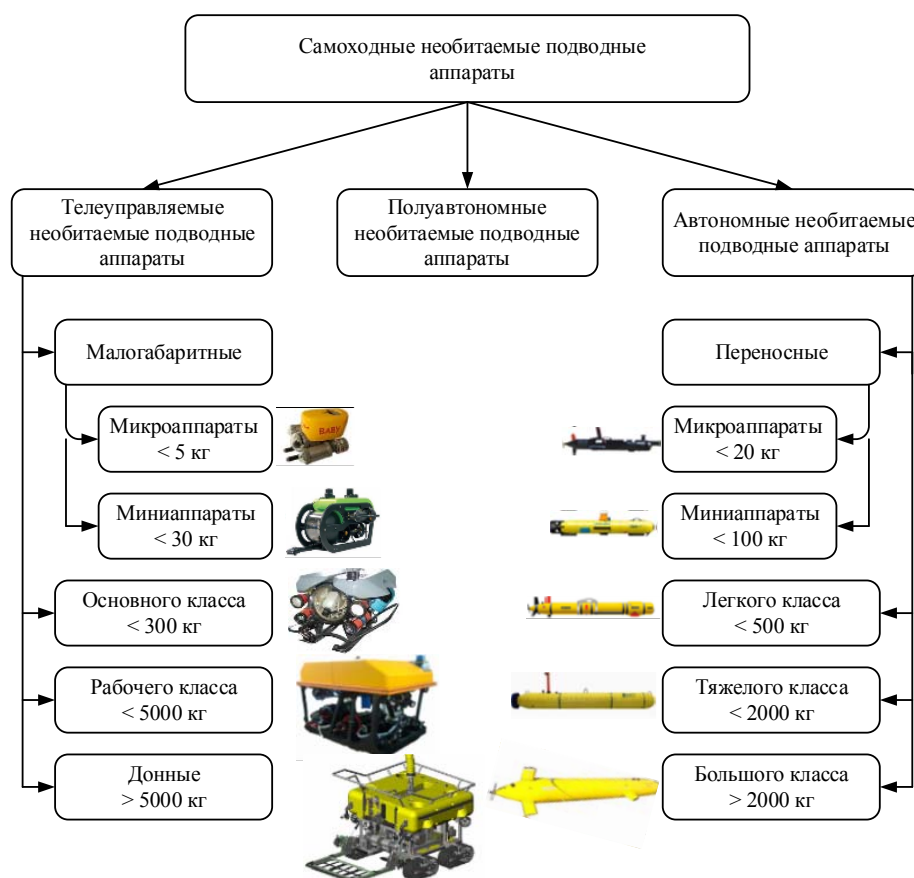 Самоходные необитаемые подводные
аппараты
Телеуправляемые
необитаемые подводные
аппараты
Полуавтономные
необитаемые подводные
аппараты
Автономные необитаемые
подводные аппараты
Малогабаритные
Переносные
Микроаппараты
< 5 кг
BABY
Микроаппараты
< 20 кг
Миниаппараты
< 30 кг
Миниаппараты
< 100 кг
Основного класса
< 300 кг
Легкого класса
< 500 кг
Рабочего класса
< 5000 кг
Тяжелого класса
< 2000 кг
Донные
> 5000 кг
Большого класса
> 2000 кг